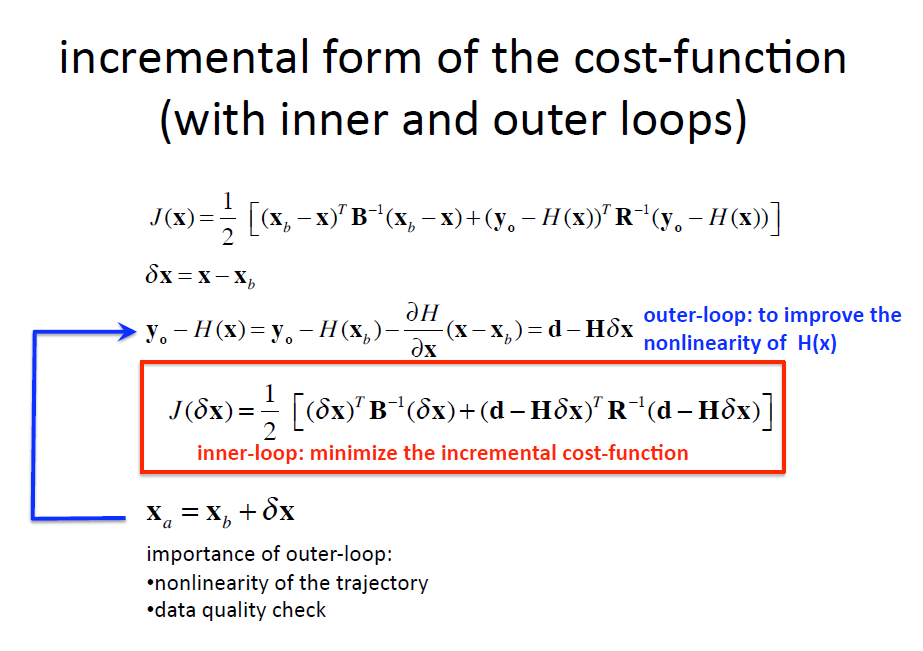 incremental form of the cost-function
(with inner and outer loops)
J(x) = 1/2 [(x_b − x)^T B^−1 (x_b − x) + (y_o − H(x))^T R^−1 (y_o − H(x))]
δx = x − x_b
y_o − H(x) = y_o − H(x_b) − ∂H/∂x (x − x_b) = d − Hδx
outer-loop: to improve the
nonlinearity of H(x)
J(δx) = 1/2 [(δx)^T B^−1 (δx) + (d − Hδx)^T R^−1 (d − Hδx)]
inner-loop: minimize the incremental cost-function
x_a = x_b + δx
importance of outer-loop:
•nonlinearity of the trajectory
•data quality check